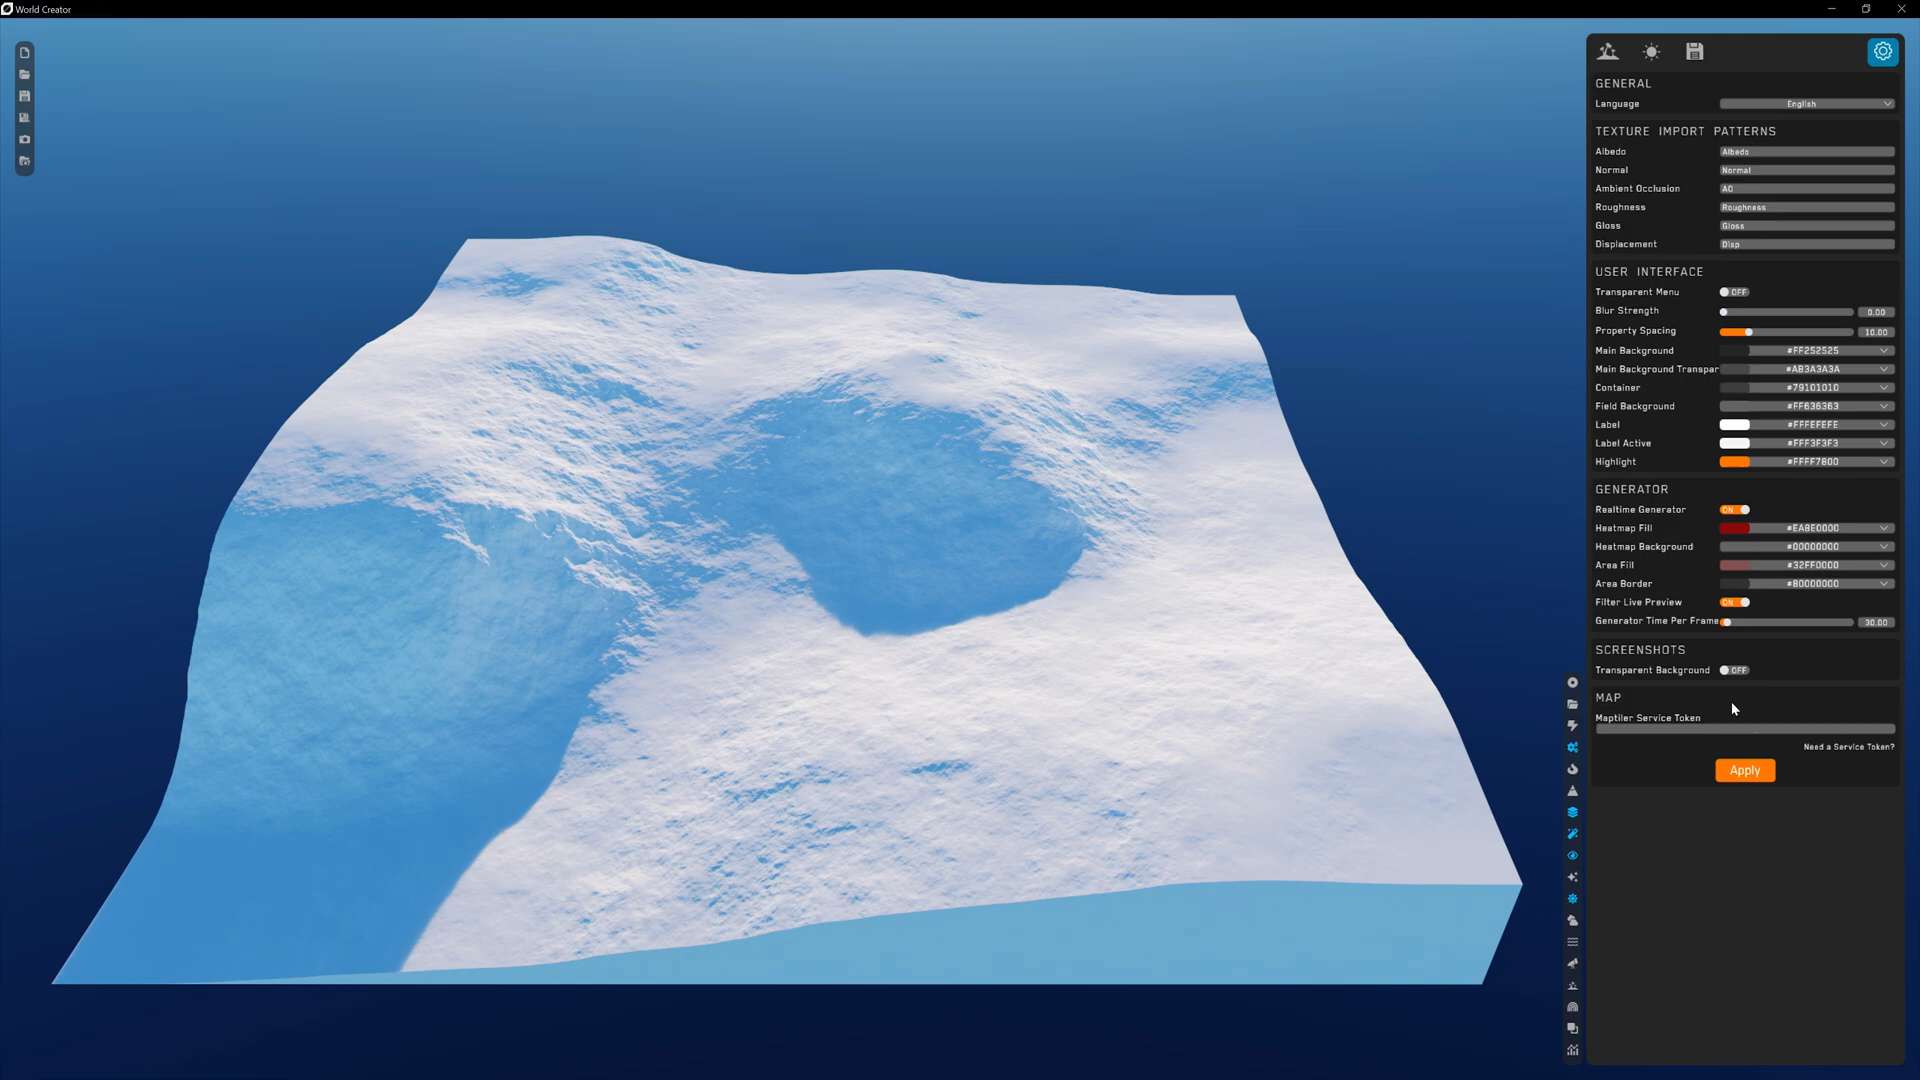 World Creator
GENERAL
Language English
TEXTURE IMPORT PATTERNS
Albedo Albedo
Normal Normal
Ambient Occlusion AO
Roughness Roughness
Gloss Gloss
Displacement Disp
USER INTERFACE
Transparent Menu OFF
Blur Strength 0.00
Property Spacing 10.00
Main Background #FF252525
Main Background Transpar #AB3A3A3A
Container #79101010
Field Background #FF636363
Label #FFFEFEFE
Label Active #FFF3F3F3
Highlight #FFFF7800
GENERATOR
Realtime Generator ON
Heatmap Fill #EA8E0000
Heatmap Background #00000000
Area Fill #32FF0000
Area Border #80000000
Filter Live Preview ON
Generator Time Per Frame 30.00
SCREENSHOTS
Transparent Background OFF
MAP
Maptiler Service Token
Need a Service Token?
Apply